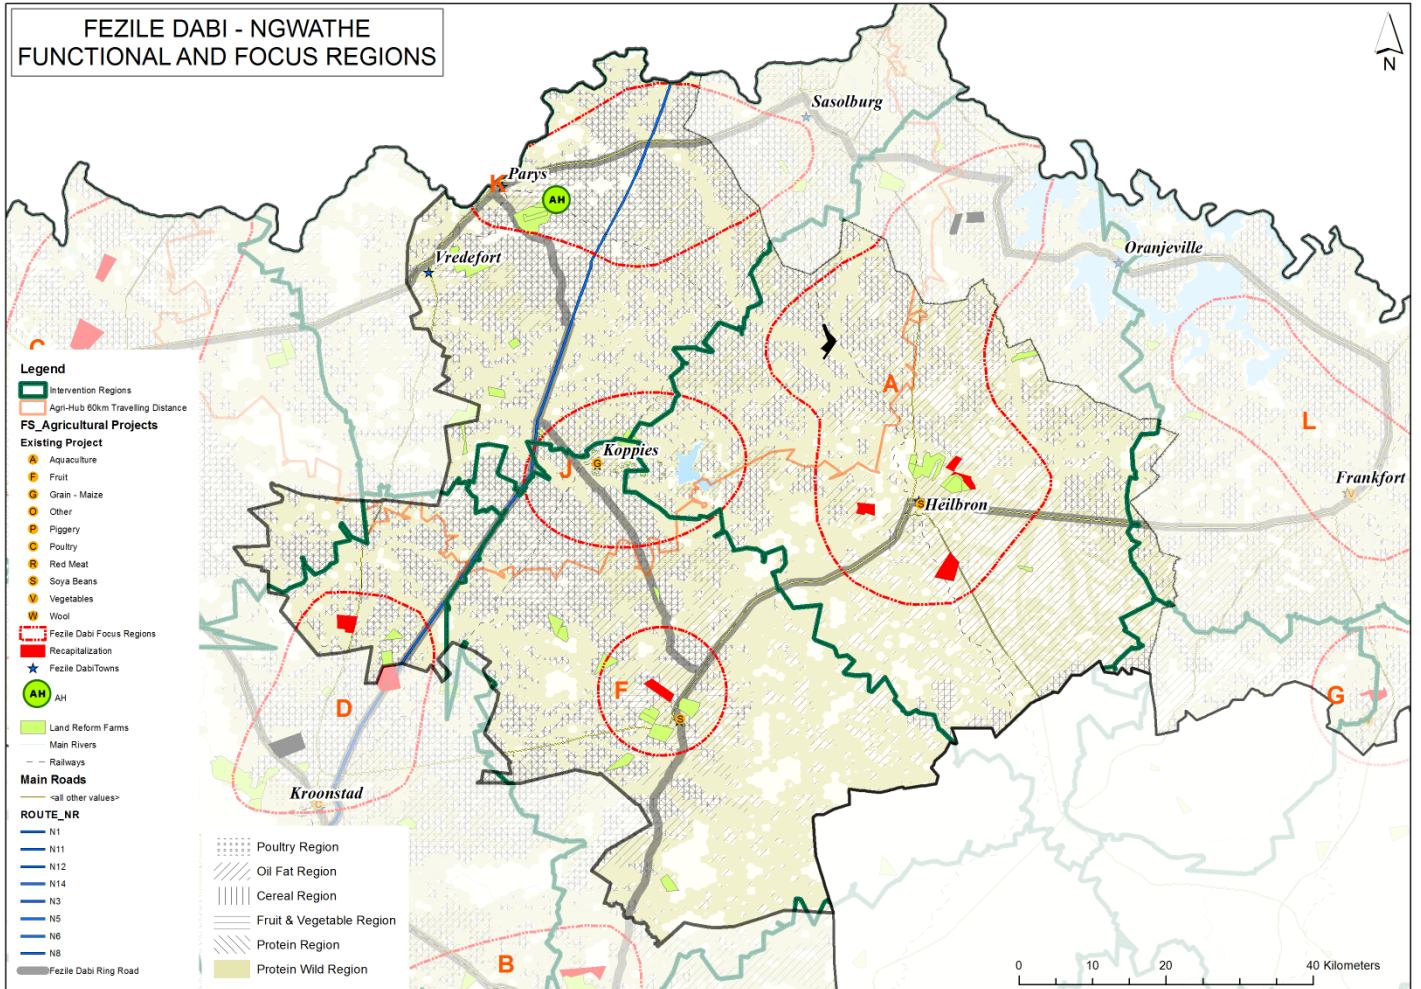 FEZILE DABI - NGWATHE
FUNCTIONAL AND FOCUS REGIONS
N
Sasolburg
Parys
K
AH
Vredefort
Oranjeville
C
A
L
Koppies
G
J
Frankfort
V
Heilbron
S
F
S
G
D
Kroonstad
C
B
Legend
Intervention Regions
Agri-Hub 60km Travelling Distance
FS_Agricultural Projects
Existing Project
A Aquaculture
F Fruit
G Grain - Maize
O Other
P Piggery
C Poultry
R Red Meat
S Soya Beans
V Vegetables
W Wool
Fezile Dabi Focus Regions
Recapitalization
Fezile DabiTowns
AH AH
Land Reform Farms
Main Rivers
Railways
Main Roads
<all other values>
ROUTE_NR
N1
N11
N12
N14
N3
N5
N6
N8
Fezile Dabi Ring Road
Poultry Region
Oil Fat Region
Cereal Region
Fruit & Vegetable Region
Protein Region
Protein Wild Region
0 10 20 40 Kilometers